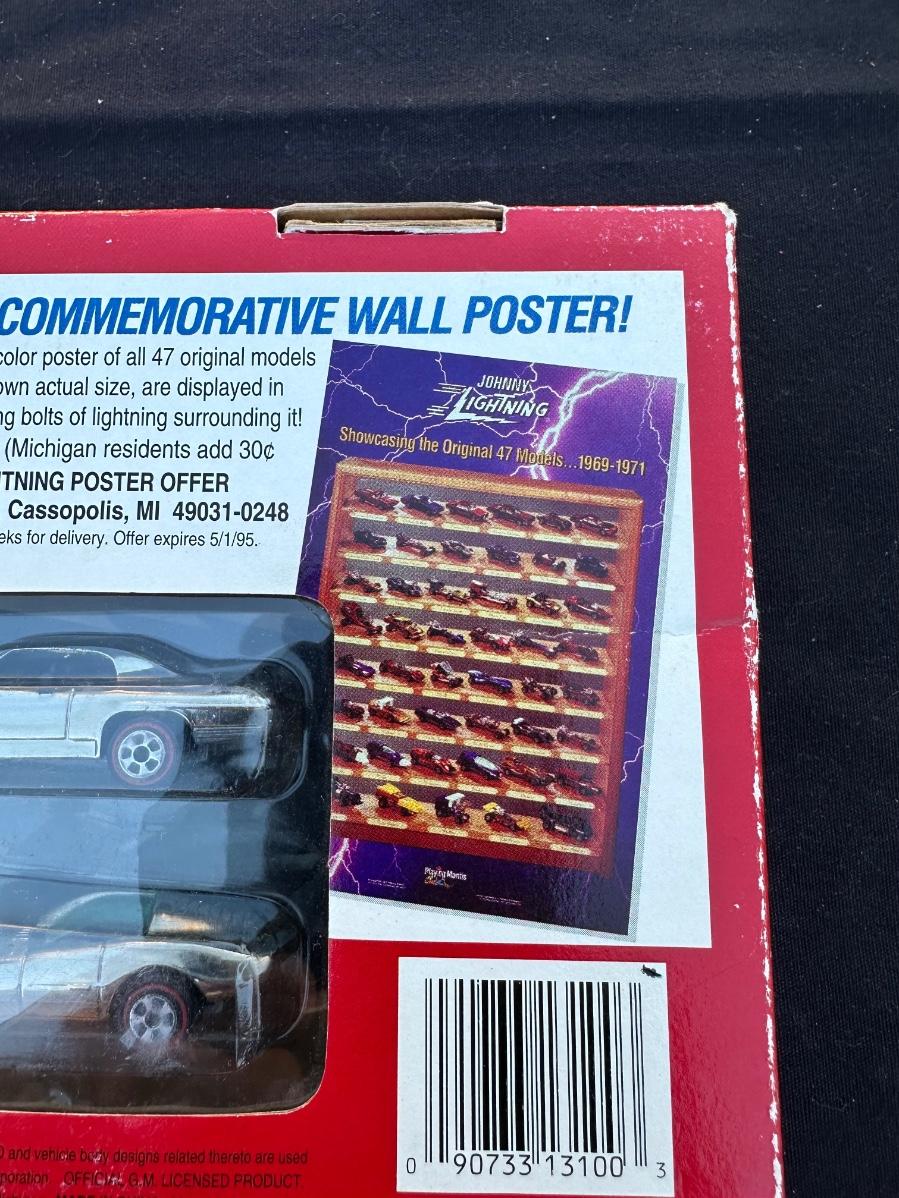 COMMEMORATIVE WALL POSTER!
color poster of all 47 original models
own actual size, are displayed in
ng bolts of lightning surrounding it!
(Michigan residents add 30¢
TNING POSTER OFFER
Cassopolis, MI 49031-0248
eks for delivery. Offer expires 5/1/95.
JOHNNY
LIGHTNING
Showcasing the Original 47 Models...1969-1971
Playing Mantis
0 90733 13100 3
and vehicle body designs related thereto are used
poration. OFFICIAL G.M. LICENSED PRODUCT.